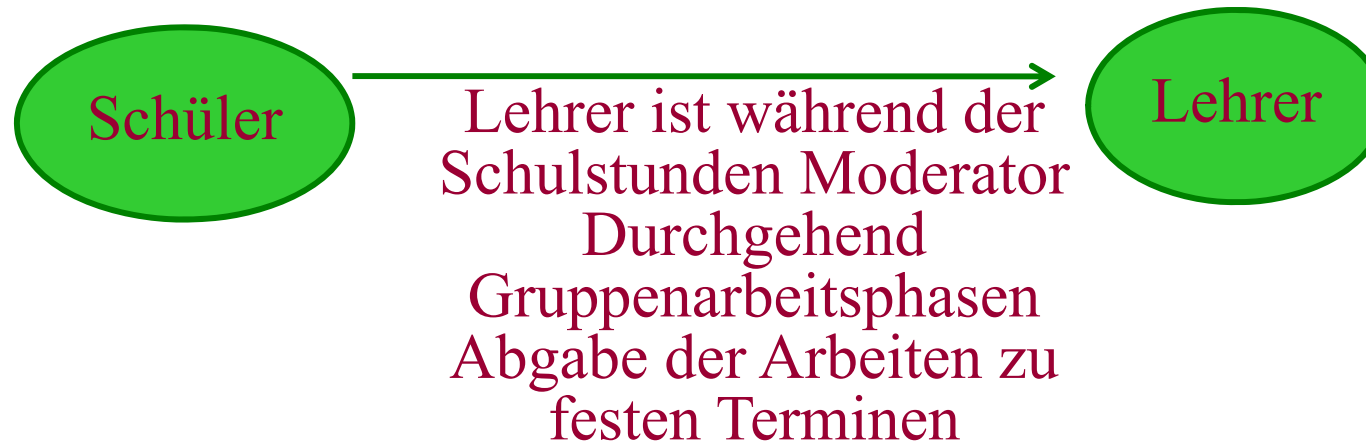 Schüler
Lehrer
Lehrer ist während der
Schulstunden Moderator
Durchgehend
Gruppenarbeitsphasen
Abgabe der Arbeiten zu
festen Terminen